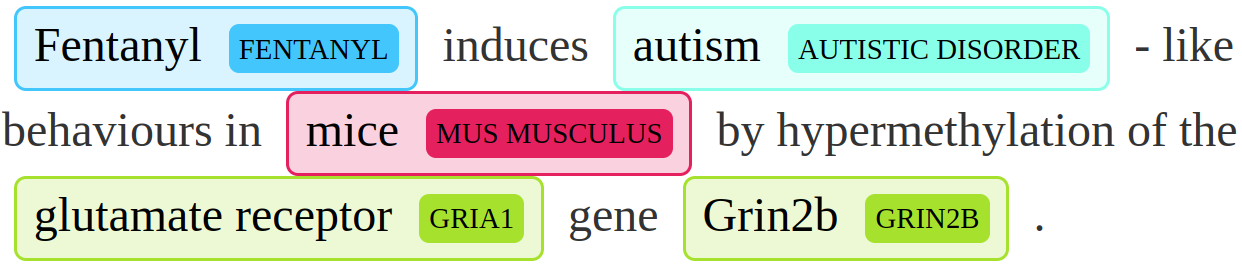 Fentanyl FENTANYL induces autism AUTISTIC DISORDER - like
behaviours in mice MUS MUSCULUS by hypermethylation of the
glutamate receptor GRIA1 gene Grin2b GRIN2B .